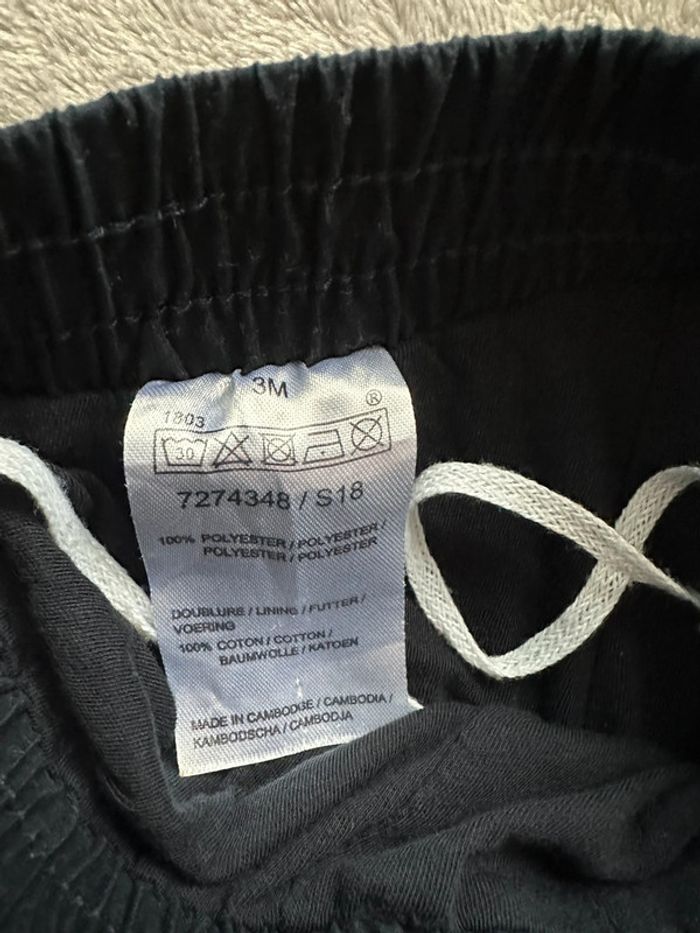 3M
1803
®
30
7274348 / S18
100% POLYESTER / POLYESTER /
POLYESTER / POLYESTER
DOUBLURE / LINING / FUTTER /
VOERING
100% COTON / COTTON /
BAUMWOLLE / KATOEN
MADE IN CAMBODGE / CAMBODIA /
KAMBODSCHA / CAMBODJA